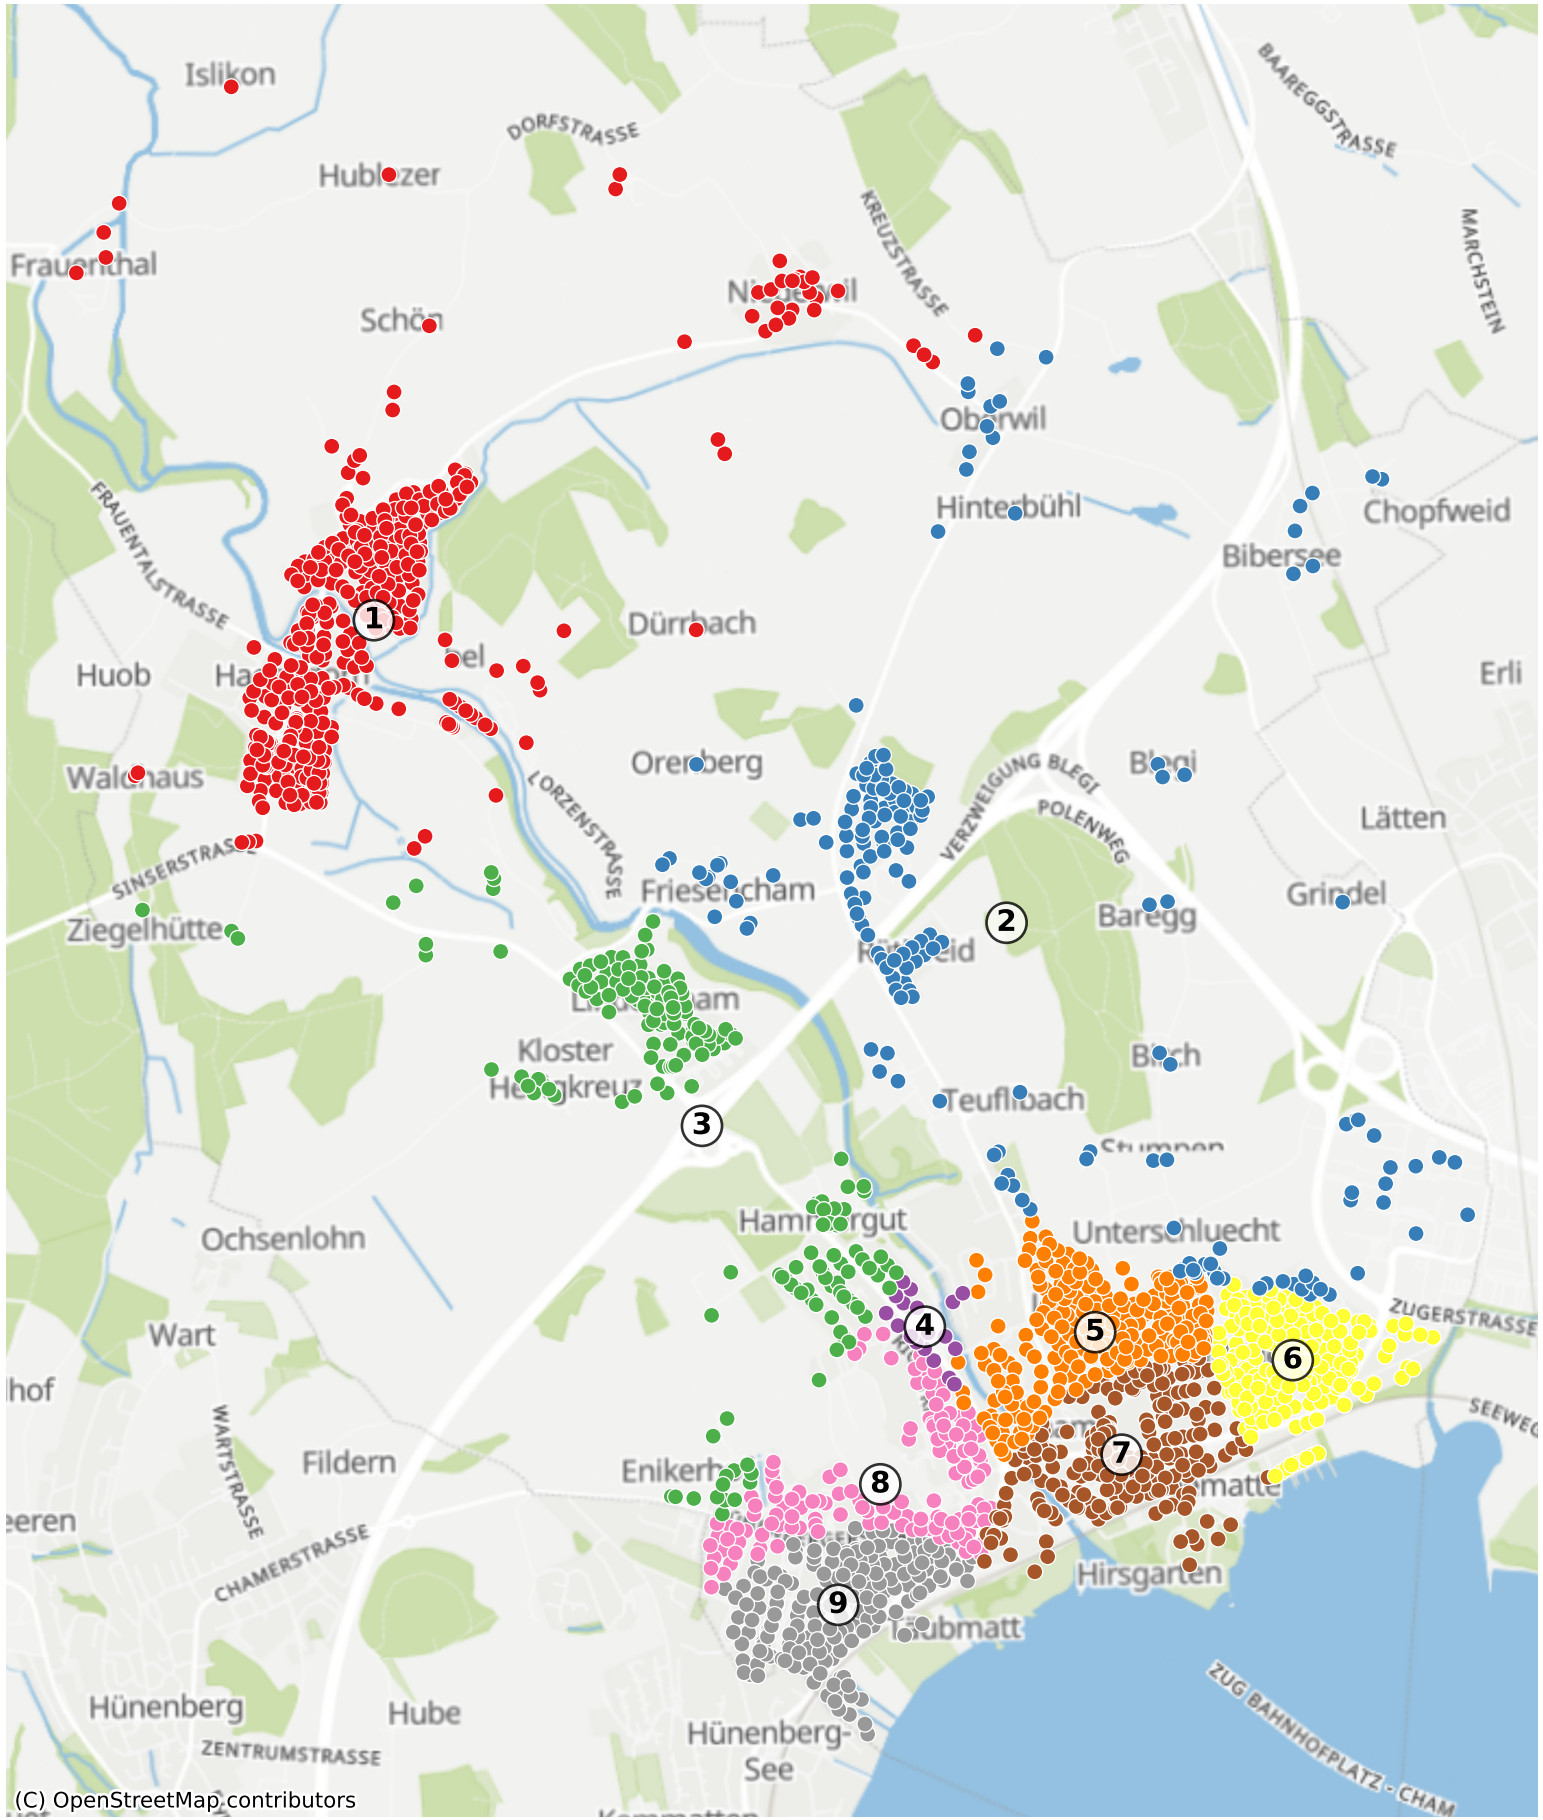 Islikon
BAAREGGSTRASSE
DORFSTRASSE
Hublezer
KREUZSTRASSE
MARCHSTEIN
Frauenthal
Schön
Oberwil
FRAUENTALSTRASSE
Hinterbühl
Chopfweid
Bibersee
1
Dürrbach
Huob
Erli
Orenberg
VERZWEIGUNG BLEGI
Blegi
Waldhaus
LORZENSTRASSE
POLENWEG
Lätten
SINSERSTRASSE
Friesencham
Grindel
Ziegelhütte
2
Baregg
Kloster
Heiligkreuz
Birch
Teuflibach
3
Stumpen
Hammergut
Unterschluecht
Ochsenlohn
4
5
6
ZUGERSTRASSE
Wart
lhof
WARTSTRASSE
SEEWEG
Fildern
7
8
eeren
CHAMERSTRASSE
Hirsgarten
9
ZUG BAHNHOFPLATZ - CHAM
Hünenberg
Hube
Hünenberg-
See
ZENTRUMSTRASSE
(C) OpenStreetMap contributors